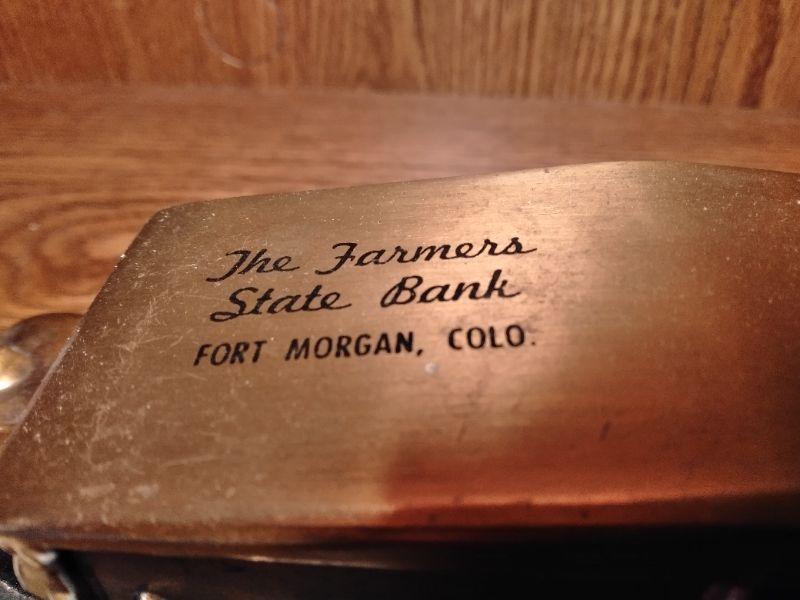 The Farmers
State Bank
FORT MORGAN, COLO.